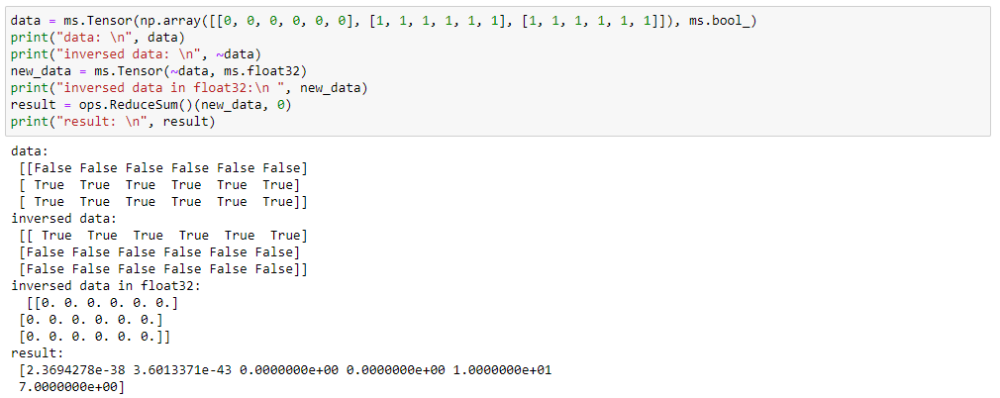 data = ms.Tensor(np.array([[0, 0, 0, 0, 0, 0], [1, 1, 1, 1, 1, 1], [1, 1, 1, 1, 1, 1]]), ms.bool_)
print("data: \n", data)
print("inversed data: \n", ~data)
new_data = ms.Tensor(~data, ms.float32)
print("inversed data in float32:\n ", new_data)
result = ops.ReduceSum()(new_data, 0)
print("result: \n", result)
data:
 [[False False False False False False]
 [ True  True  True  True  True  True]
 [ True  True  True  True  True  True]]
inversed data:
 [[ True  True  True  True  True  True]
 [False False False False False False]
 [False False False False False False]]
inversed data in float32:
  [[0. 0. 0. 0. 0. 0.]
 [0. 0. 0. 0. 0. 0.]
 [0. 0. 0. 0. 0. 0.]]
result:
 [2.3694278e-38 3.6013371e-43 0.0000000e+00 0.0000000e+00 1.0000000e+01
 7.0000000e+00]